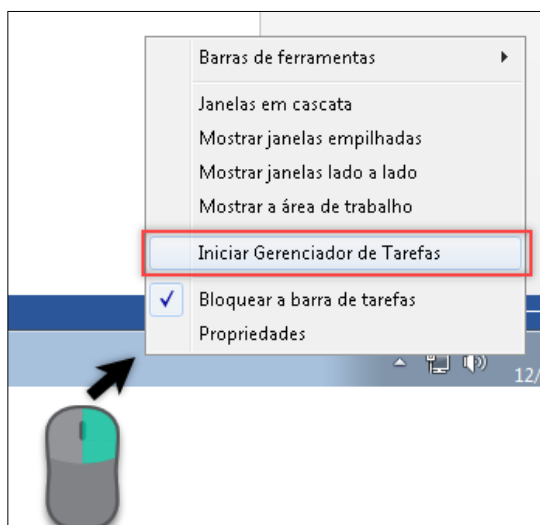 Barras de ferramentas
Janelas em cascata
Mostrar janelas empilhadas
Mostrar janelas lado a lado
Mostrar a área de trabalho
Iniciar Gerenciador de Tarefas
Bloquear a barra de tarefas
Propriedades
12/